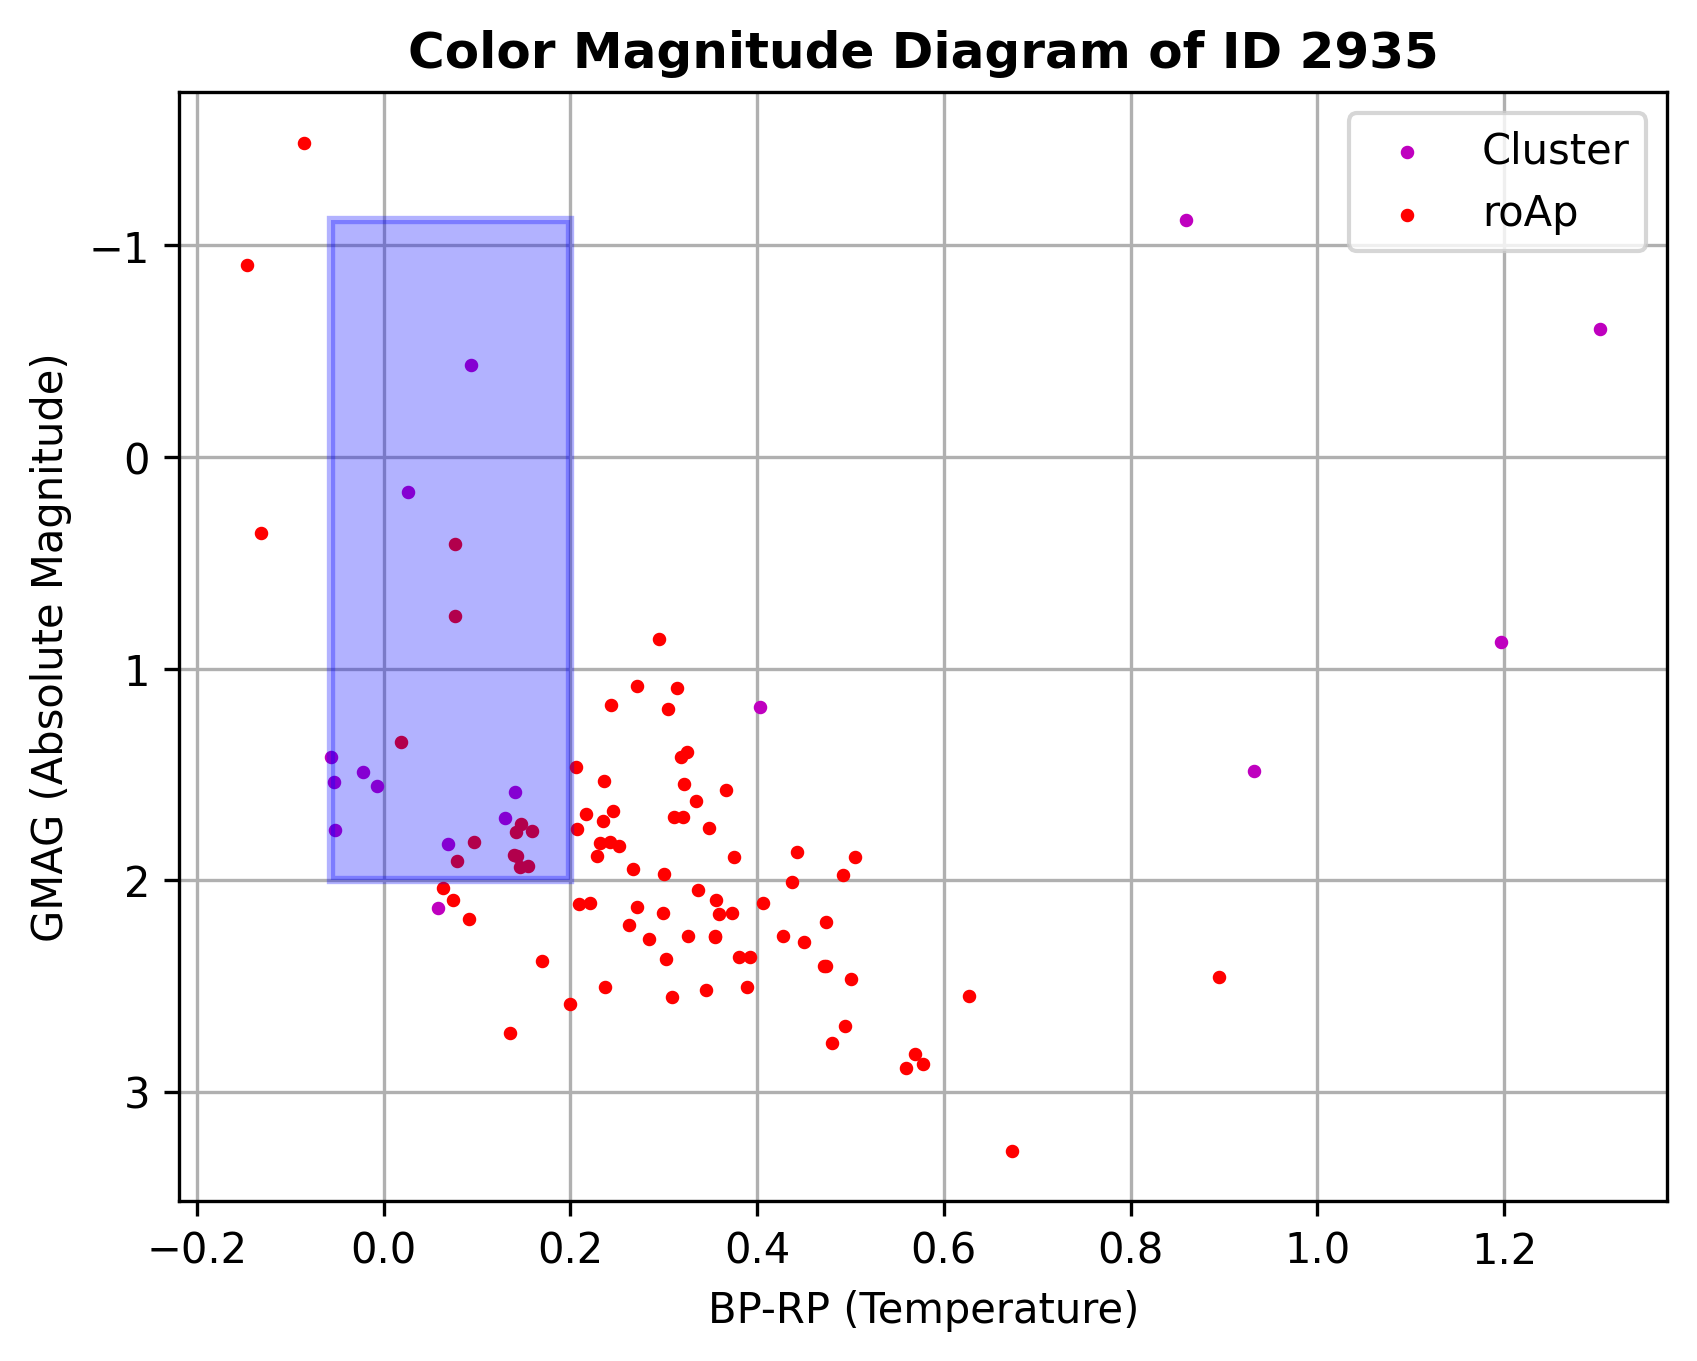 Color Magnitude Diagram of ID 2935
Cluster
roAp
GMAG (Absolute Magnitude)
−1
0
1
2
3
−0.2 0.0 0.2 0.4 0.6 0.8 1.0 1.2
BP-RP (Temperature)